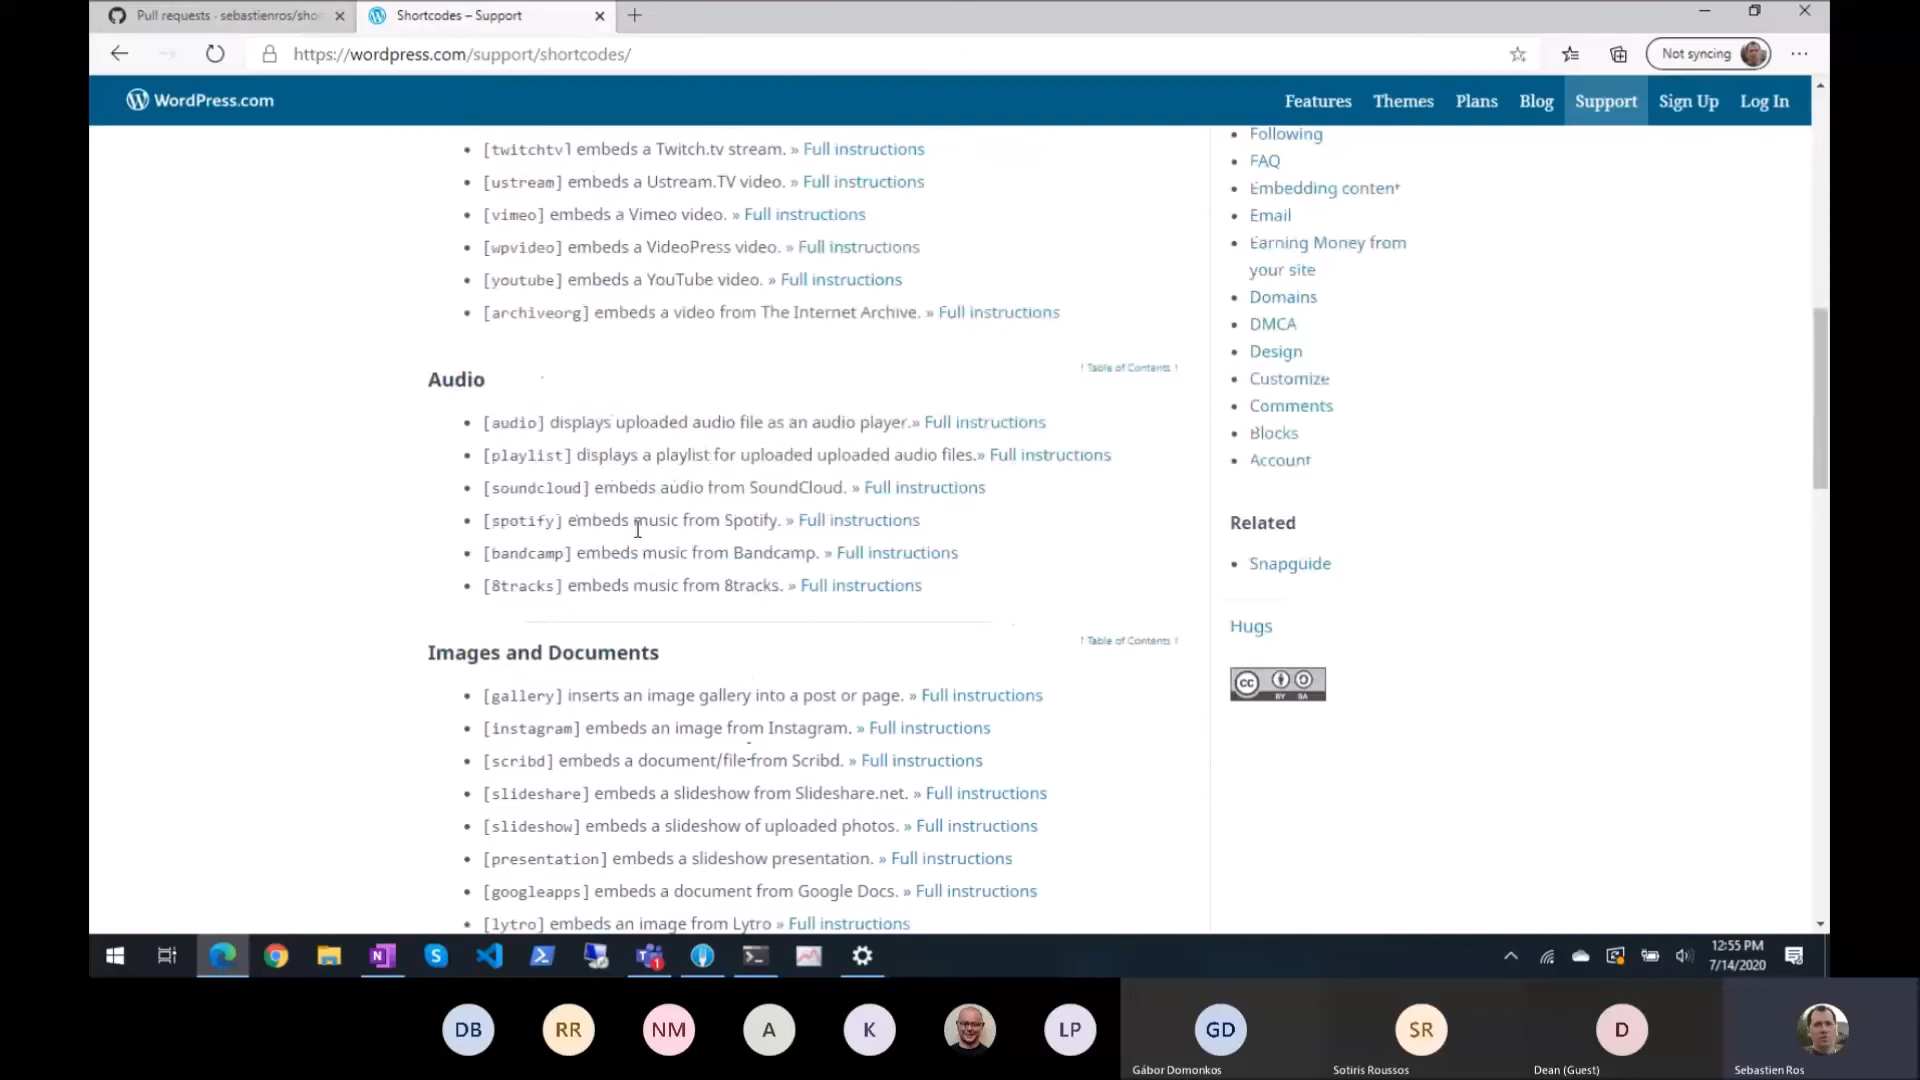 Pull requests · sebastienros/sho
Shortcodes – Support
https://wordpress.com/support/shortcodes/
Not syncing
WordPress.com
Features
Themes
Plans
Blog
Support
Sign Up
Log In
[twitchtv] embeds a Twitch.tv stream. » Full instructions
[ustream] embeds a Ustream.TV video. » Full instructions
[vimeo] embeds a Vimeo video. » Full instructions
[wpvideo] embeds a VideoPress video. » Full instructions
[youtube] embeds a YouTube video. » Full instructions
[archiveorg] embeds a video from The Internet Archive. » Full instructions
↑ Table of Contents ↑
Audio
[audio] displays uploaded audio file as an audio player.» Full instructions
[playlist] displays a playlist for uploaded uploaded audio files.» Full instructions
[soundcloud] embeds audio from SoundCloud. » Full instructions
[spotify] embeds music from Spotify. » Full instructions
[bandcamp] embeds music from Bandcamp. » Full instructions
[8tracks] embeds music from 8tracks. » Full instructions
↑ Table of Contents ↑
Images and Documents
[gallery] inserts an image gallery into a post or page. » Full instructions
[instagram] embeds an image from Instagram. » Full instructions
[scribd] embeds a document/file from Scribd. » Full instructions
[slideshare] embeds a slideshow from Slideshare.net. » Full instructions
[slideshow] embeds a slideshow of uploaded photos. » Full instructions
[presentation] embeds a slideshow presentation. » Full instructions
[googleapps] embeds a document from Google Docs. » Full instructions
[lytro] embeds an image from Lytro » Full instructions
Following
FAQ
Embedding content
Email
Earning Money from
your site
Domains
DMCA
Design
Customize
Comments
Blocks
Account
Related
Snapguide
Hugs
cc
BY SA
12:55 PM
7/14/2020
DB
RR
NM
A
K
LP
GD
SR
D
Gábor Domonkos
Sotiris Roussos
Dean (Guest)
Sebastien Ros